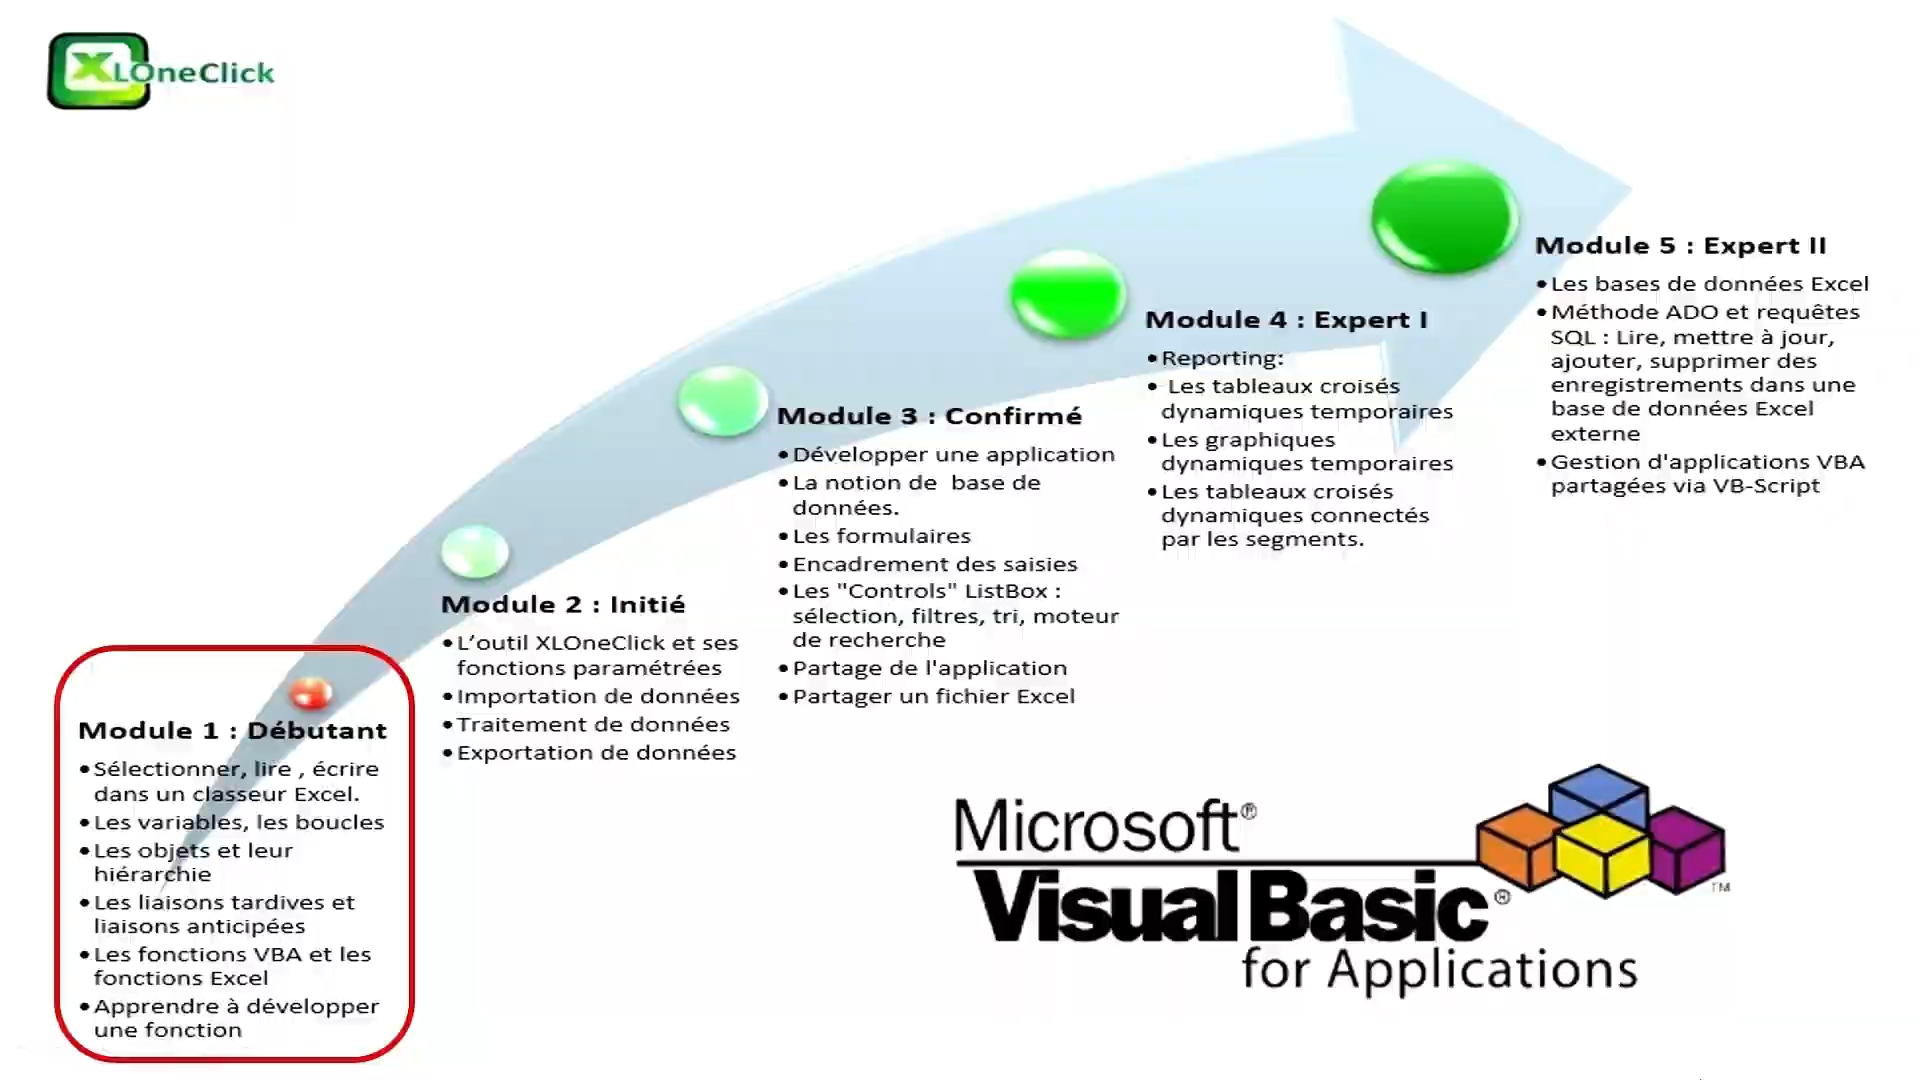 XLOneClick
Module 1 : Débutant
•Sélectionner, lire , écrire
dans un classeur Excel.
•Les variables, les boucles
•Les objets et leur
hiérarchie
•Les liaisons tardives et
liaisons anticipées
•Les fonctions VBA et les
fonctions Excel
•Apprendre à développer
une fonction
Module 2 : Initié
•L’outil XLOneClick et ses
fonctions paramétrées
•Importation de données
•Traitement de données
•Exportation de données
Module 3 : Confirmé
•Développer une application
•La notion de  base de
données.
•Les formulaires
•Encadrement des saisies
•Les "Controls" ListBox :
sélection, filtres, tri, moteur
de recherche
•Partage de l'application
•Partager un fichier Excel
Module 4 : Expert I
•Reporting:
• Les tableaux croisés
dynamiques temporaires
•Les graphiques
dynamiques temporaires
•Les tableaux croisés
dynamiques connectés
par les segments.
Module 5 : Expert II
•Les bases de données Excel
•Méthode ADO et requêtes
SQL : Lire, mettre à jour,
ajouter, supprimer des
enregistrements dans une
base de données Excel
externe
•Gestion d'applications VBA
partagées via VB-Script
Microsoft®
Visual Basic®
for Applications
™